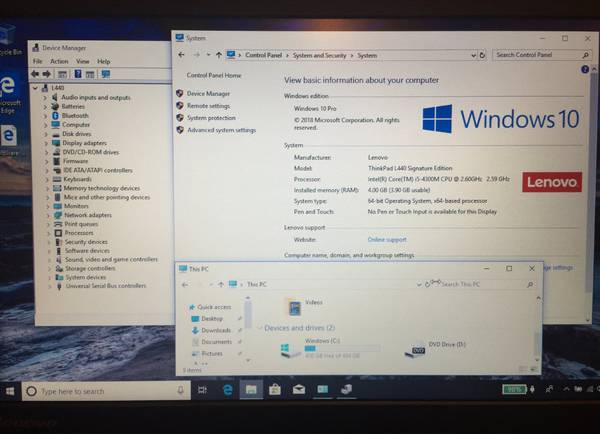 Recycle Bin
Microsoft
Edge
Device Manager
File Action View Help
L440
Audio inputs and outputs
Batteries
Bluetooth
Computer
Disk drives
Display adapters
DVD/CD-ROM drives
Firmware
IDE ATA/ATAPI controllers
Keyboards
Memory technology devices
Mice and other pointing devices
Monitors
Network adapters
Print queues
Processors
Security devices
Software devices
Sound, video and game controllers
Storage controllers
System devices
Universal Serial Bus controllers
System
Control Panel > System and Security > System
Search Control Panel
Control Panel Home
Device Manager
Remote settings
System protection
Advanced system settings
View basic information about your computer
Windows edition
Windows 10 Pro
© 2018 Microsoft Corporation. All rights
reserved.
Windows 10
System
Manufacturer: Lenovo
Model: ThinkPad L440 Signature Edition
Processor: Intel(R) Core(TM) i5-4300M CPU @ 2.60GHz 2.59 GHz
Installed memory (RAM): 4.00 GB (3.90 GB usable)
System type: 64-bit Operating System, x64-based processor
Pen and Touch: No Pen or Touch Input is available for this Display
Lenovo
Lenovo support
Website: Online support
Computer name, domain, and workgroup settings
settings
This PC
This PC
Search This PC
Quick access
Desktop
Downloads
Documents
Pictures
Videos
Devices and drives (2)
Windows (C:)
DVD Drive (D:)
DVD
Type here to search